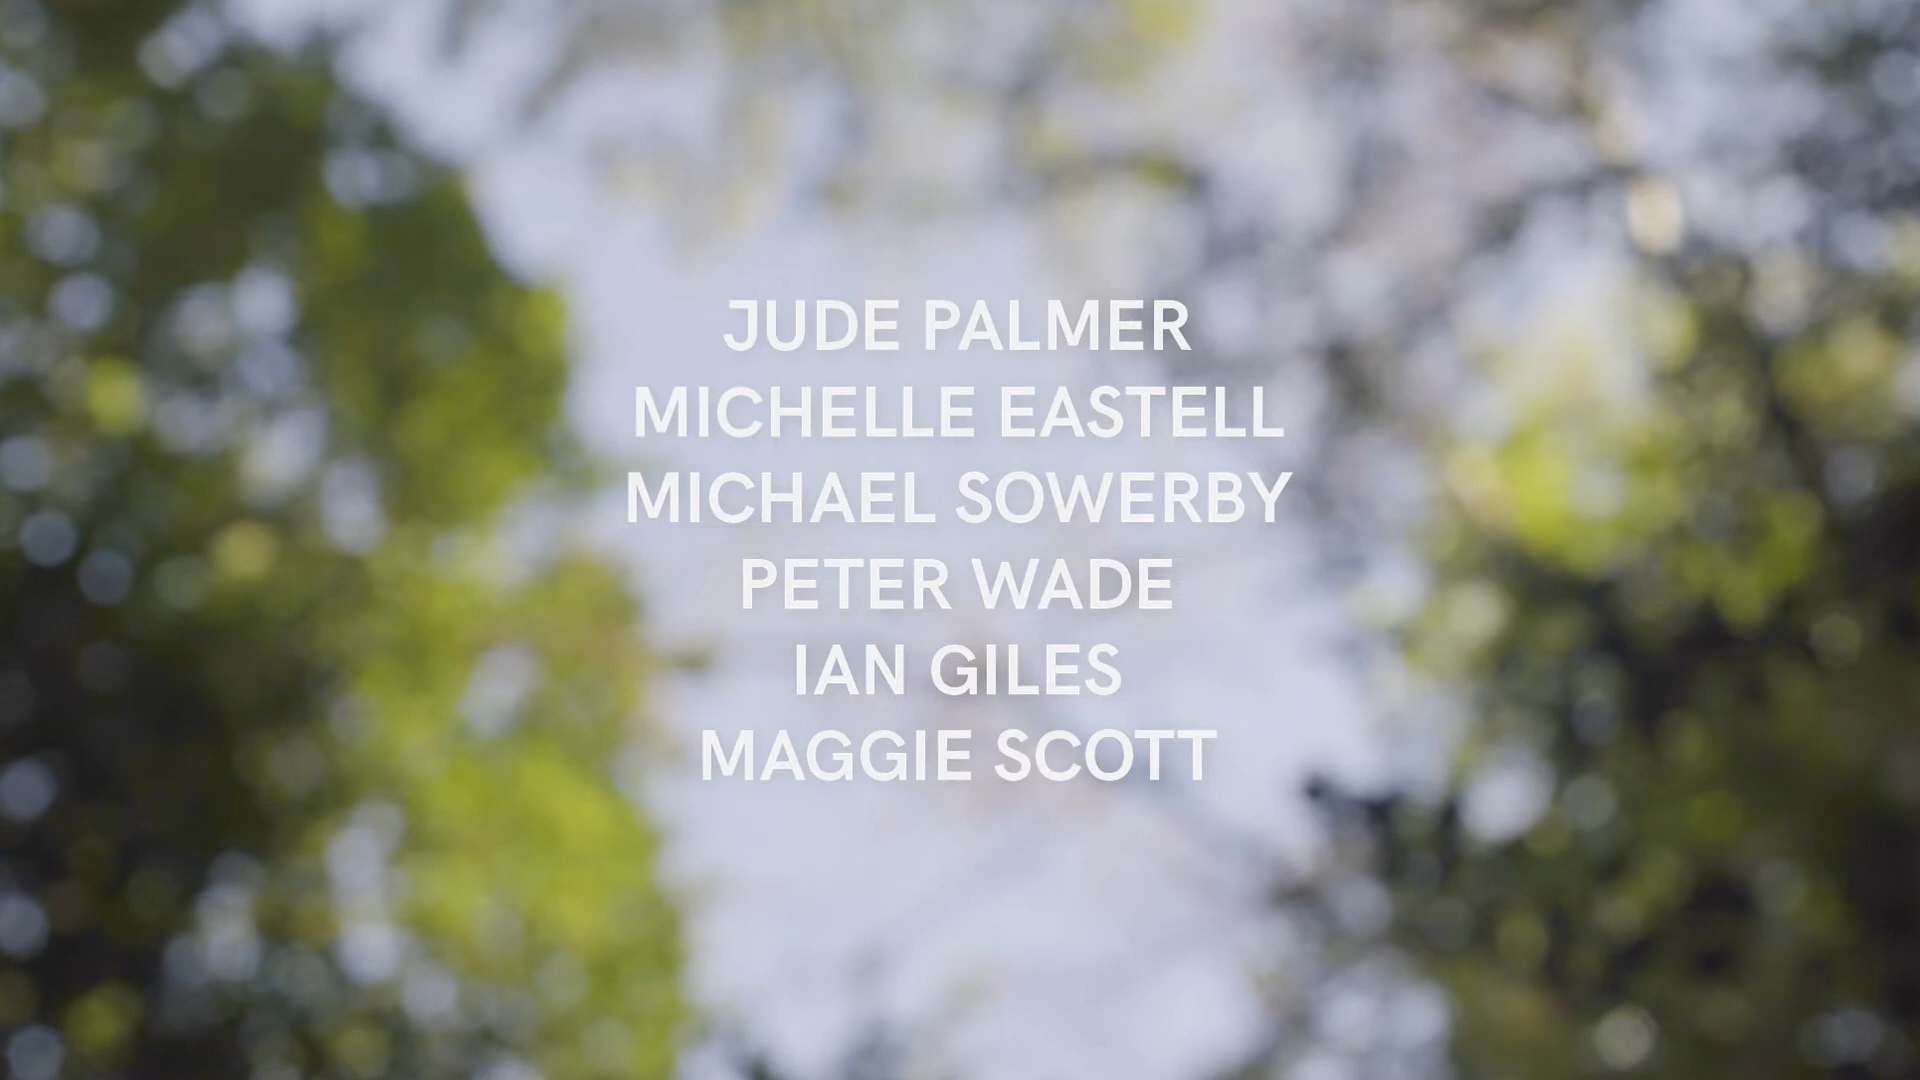 JUDE PALMER
MICHELLE EASTELL
MICHAEL SOWERBY
PETER WADE
IAN GILES
MAGGIE SCOTT